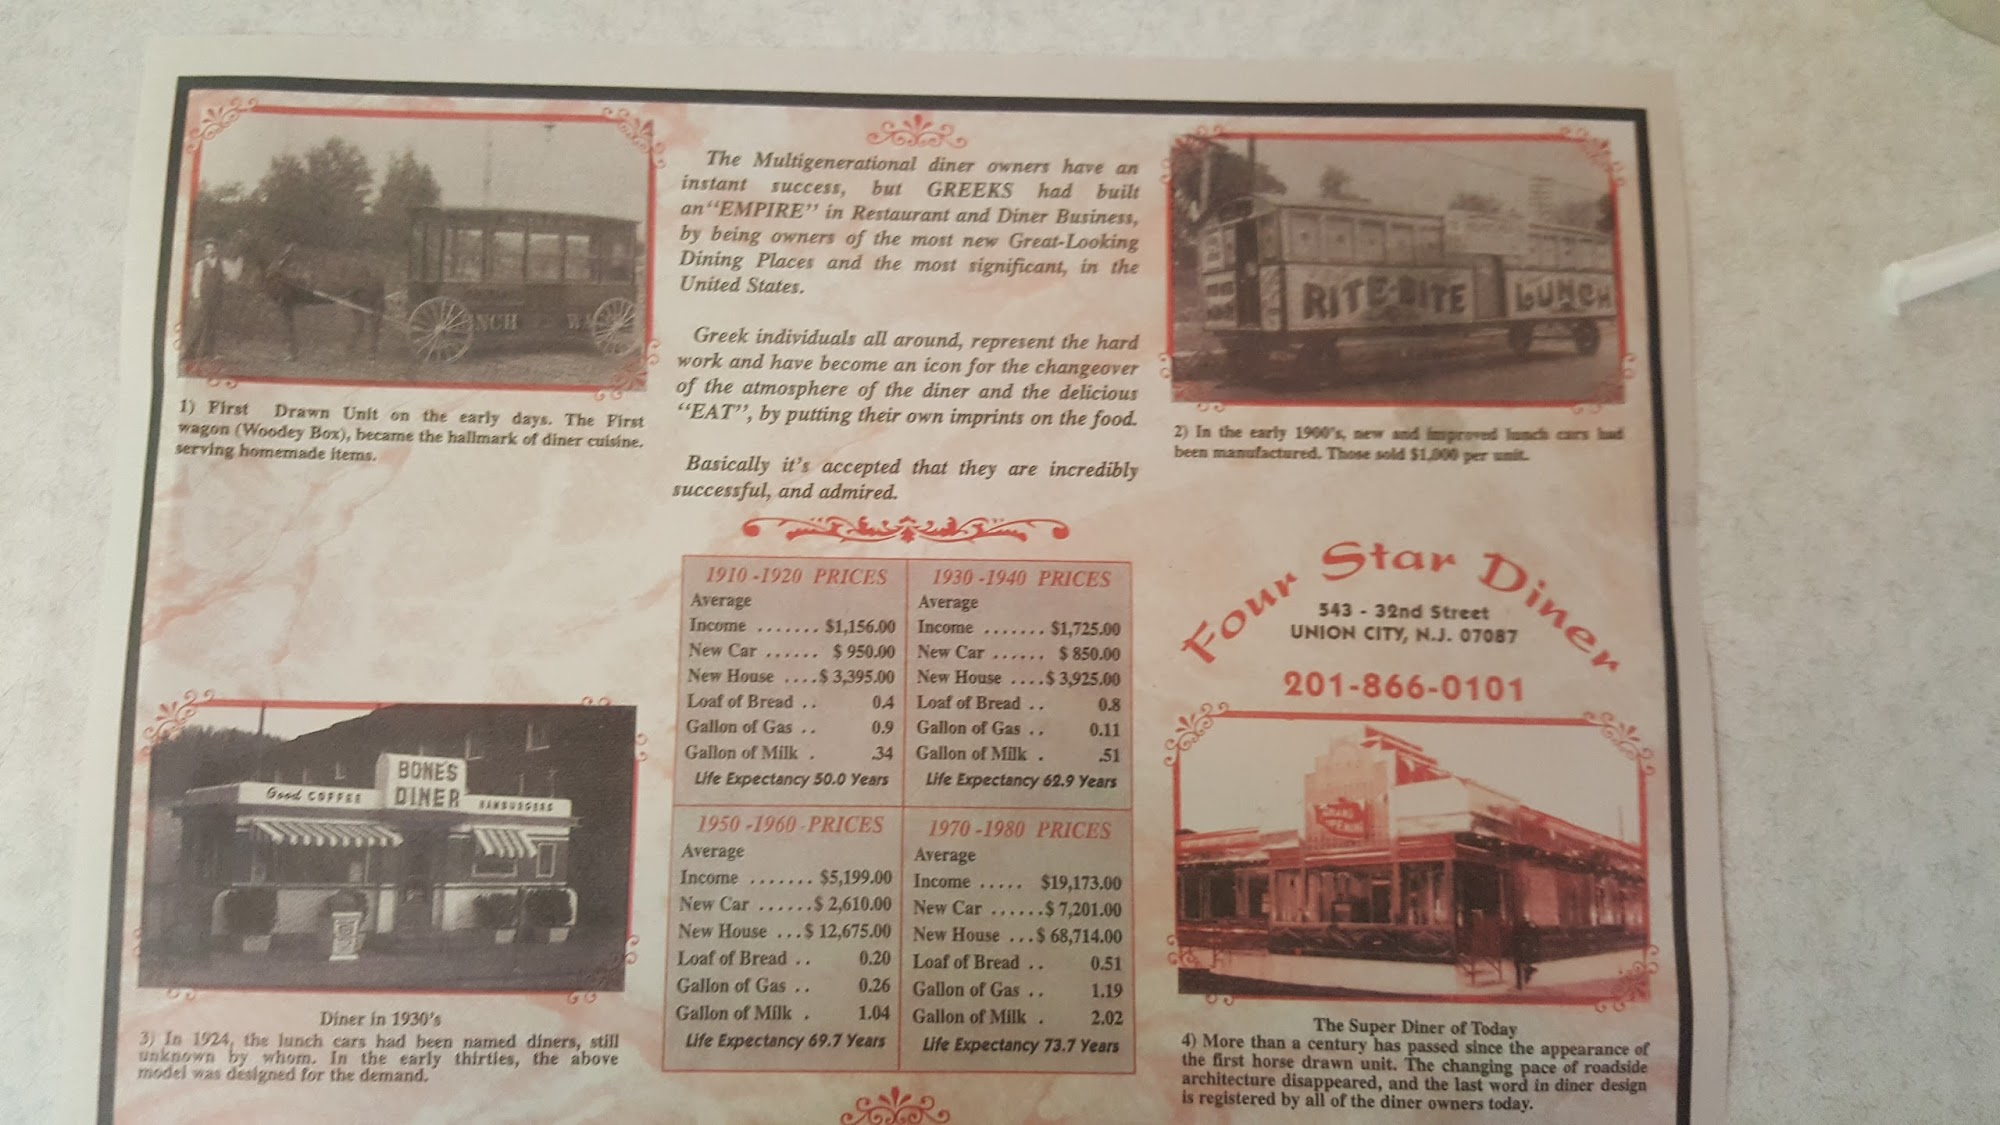 NCH WA
1) First Drawn Unit on the early days. The First
wagon (Woodey Box), became the hallmark of diner cuisine.
serving homemade items.
The Multigenerational diner owners have an
instant success, but GREEKS had built
an"EMPIRE" in Restaurant and Diner Business,
by being owners of the most new Great-Looking
Dining Places and the most significant, in the
United States.
Greek individuals all around, represent the hard
work and have become an icon for the changeover
of the atmosphere of the diner and the delicious
"EAT", by putting their own imprints on the food.
Basically it's accepted that they are incredibly
successful, and admired.
RITE-BITE LUNCH
2) In the early 1900's, new and improved lunch cars had
been manufactured. Those sold $1,000 per unit.
Four Star Diner
543 - 32nd Street
UNION CITY, N.J. 07087
201-866-0101
1910 -1920 PRICES
Average
Income ....... $1,156.00
New Car ...... $ 950.00
New House ....$ 3,395.00
Loaf of Bread .. 0.4
Gallon of Gas .. 0.9
Gallon of Milk . .34
Life Expectancy 50.0 Years
1930 -1940 PRICES
Average
Income ....... $1,725.00
New Car ...... $ 850.00
New House ....$ 3,925.00
Loaf of Bread .. 0.8
Gallon of Gas .. 0.11
Gallon of Milk . .51
Life Expectancy 62.9 Years
1950 -1960 - PRICES
Average
Income ....... $5,199.00
New Car ......$ 2,610.00
New House ...$ 12,675.00
Loaf of Bread .. 0.20
Gallon of Gas .. 0.26
Gallon of Milk . 1.04
Life Expectancy 69.7 Years
1970 -1980 PRICES
Average
Income ..... $19,173.00
New Car ......$ 7,201.00
New House ...$ 68,714.00
Loaf of Bread .. 0.51
Gallon of Gas .. 1.19
Gallon of Milk . 2.02
Life Expectancy 73.7 Years
BONES
DINER
Good COFFEE
HAMBURGERS
Diner in 1930's
3) In 1924, the lunch cars had been named diners, still
unknown by whom. In the early thirties, the above
model was designed for the demand.
GRAND
OPENING
The Super Diner of Today
4) More than a century has passed since the appearance of
the first horse drawn unit. The changing pace of roadside
architecture disappeared, and the last word in diner design
is registered by all of the diner owners today.